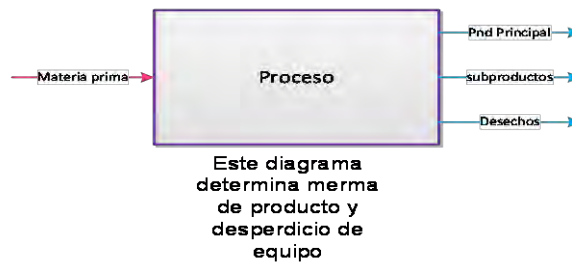 Pnd Principal
Materia prima
Proceso
subproductos
Desechos
Este diagrama
determina merma
de producto y
desperdicio de
equipo